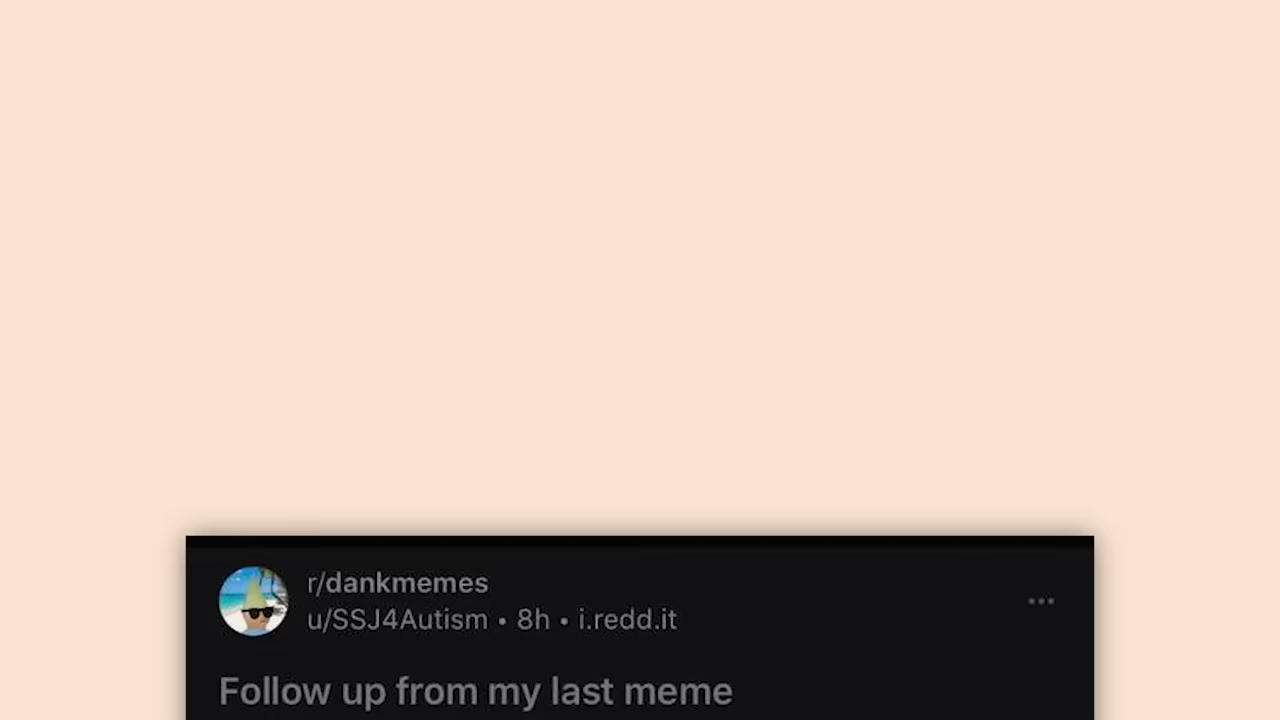 r/dankmemes
u/SSJ4Autism • 8h • i.redd.it
Follow up from my last meme